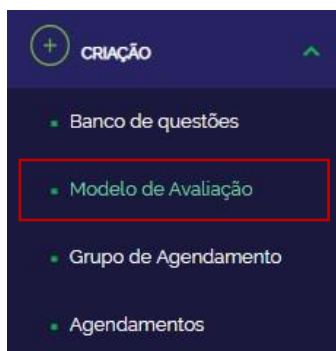 CRIAÇÃO
Banco de questões
Modelo de Avaliação
Grupo de Agendamento
Agendamentos